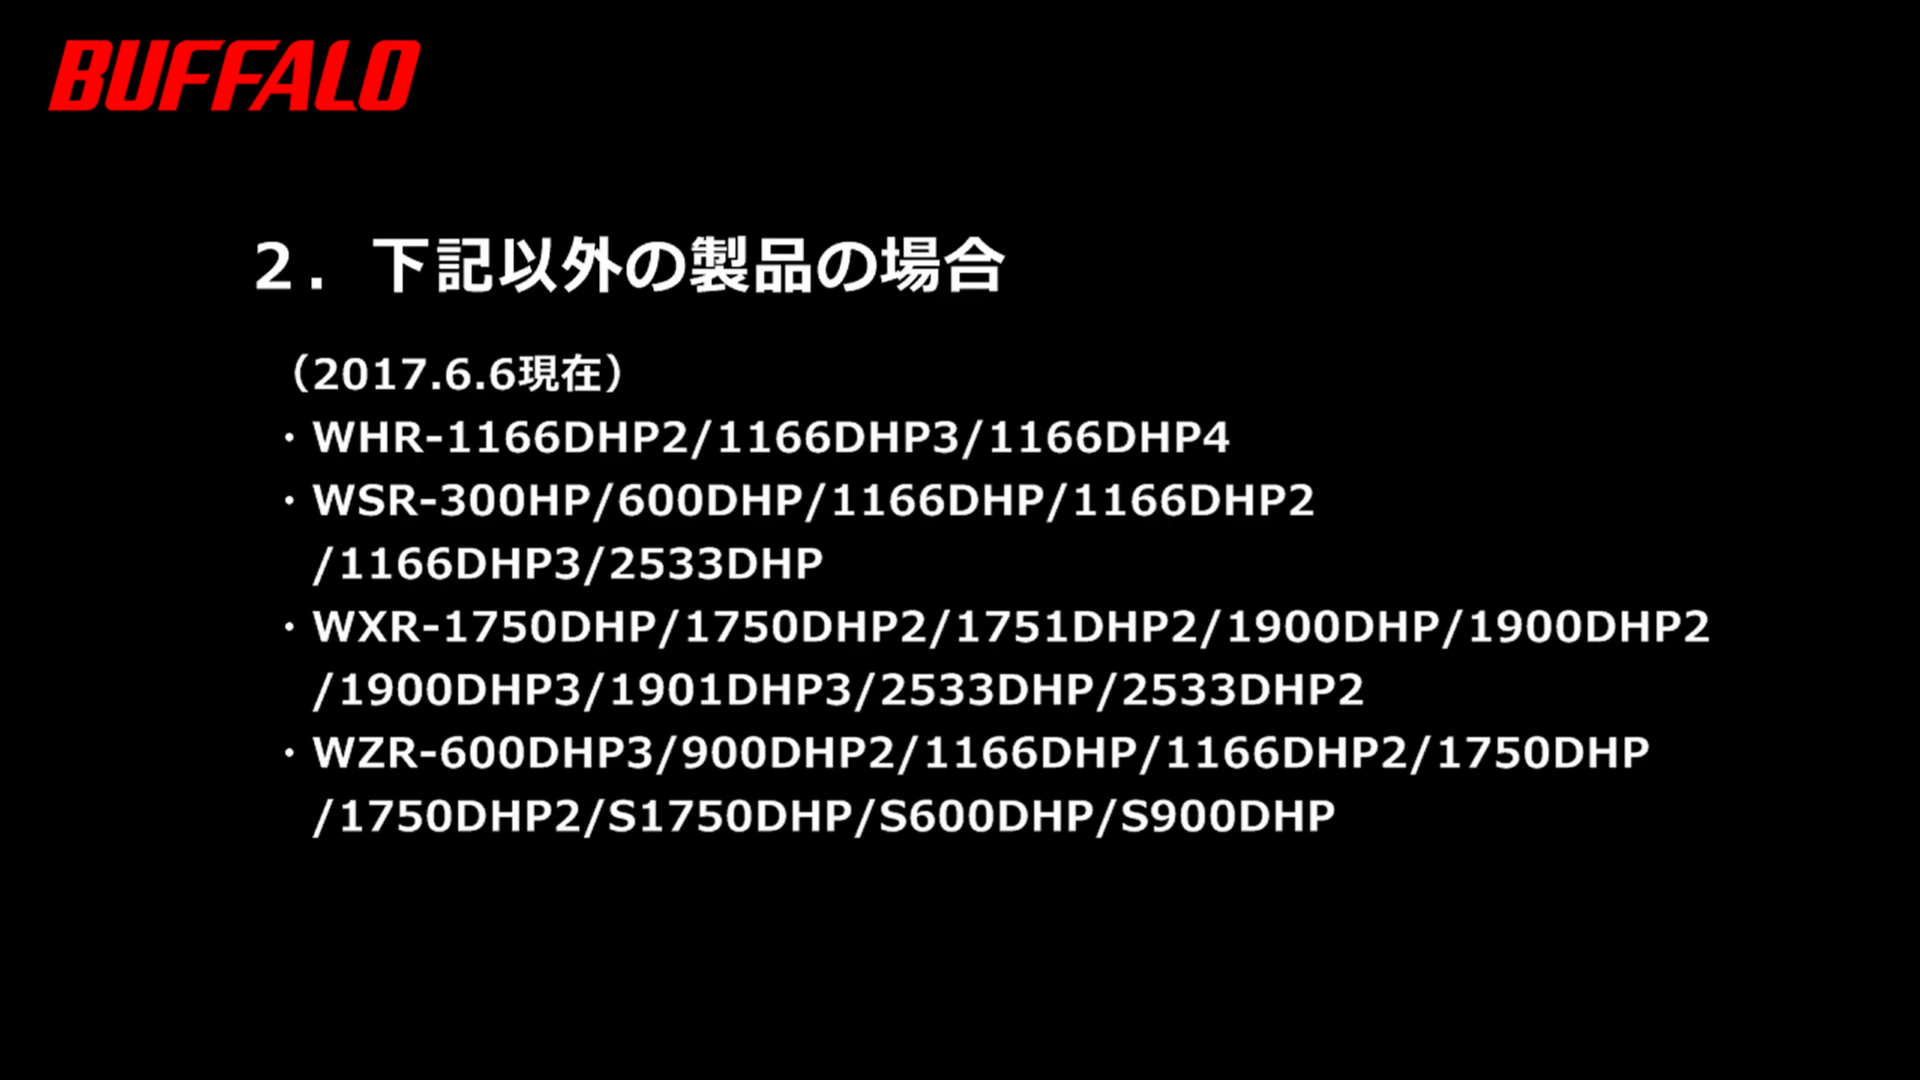 BUFFALO
２．下記以外の製品の場合
（2017.6.6現在）
・WHR-1166DHP2/1166DHP3/1166DHP4
・WSR-300HP/600DHP/1166DHP/1166DHP2
/1166DHP3/2533DHP
・WXR-1750DHP/1750DHP2/1751DHP2/1900DHP/1900DHP2
/1900DHP3/1901DHP3/2533DHP/2533DHP2
・WZR-600DHP3/900DHP2/1166DHP/1166DHP2/1750DHP
/1750DHP2/S1750DHP/S600DHP/S900DHP